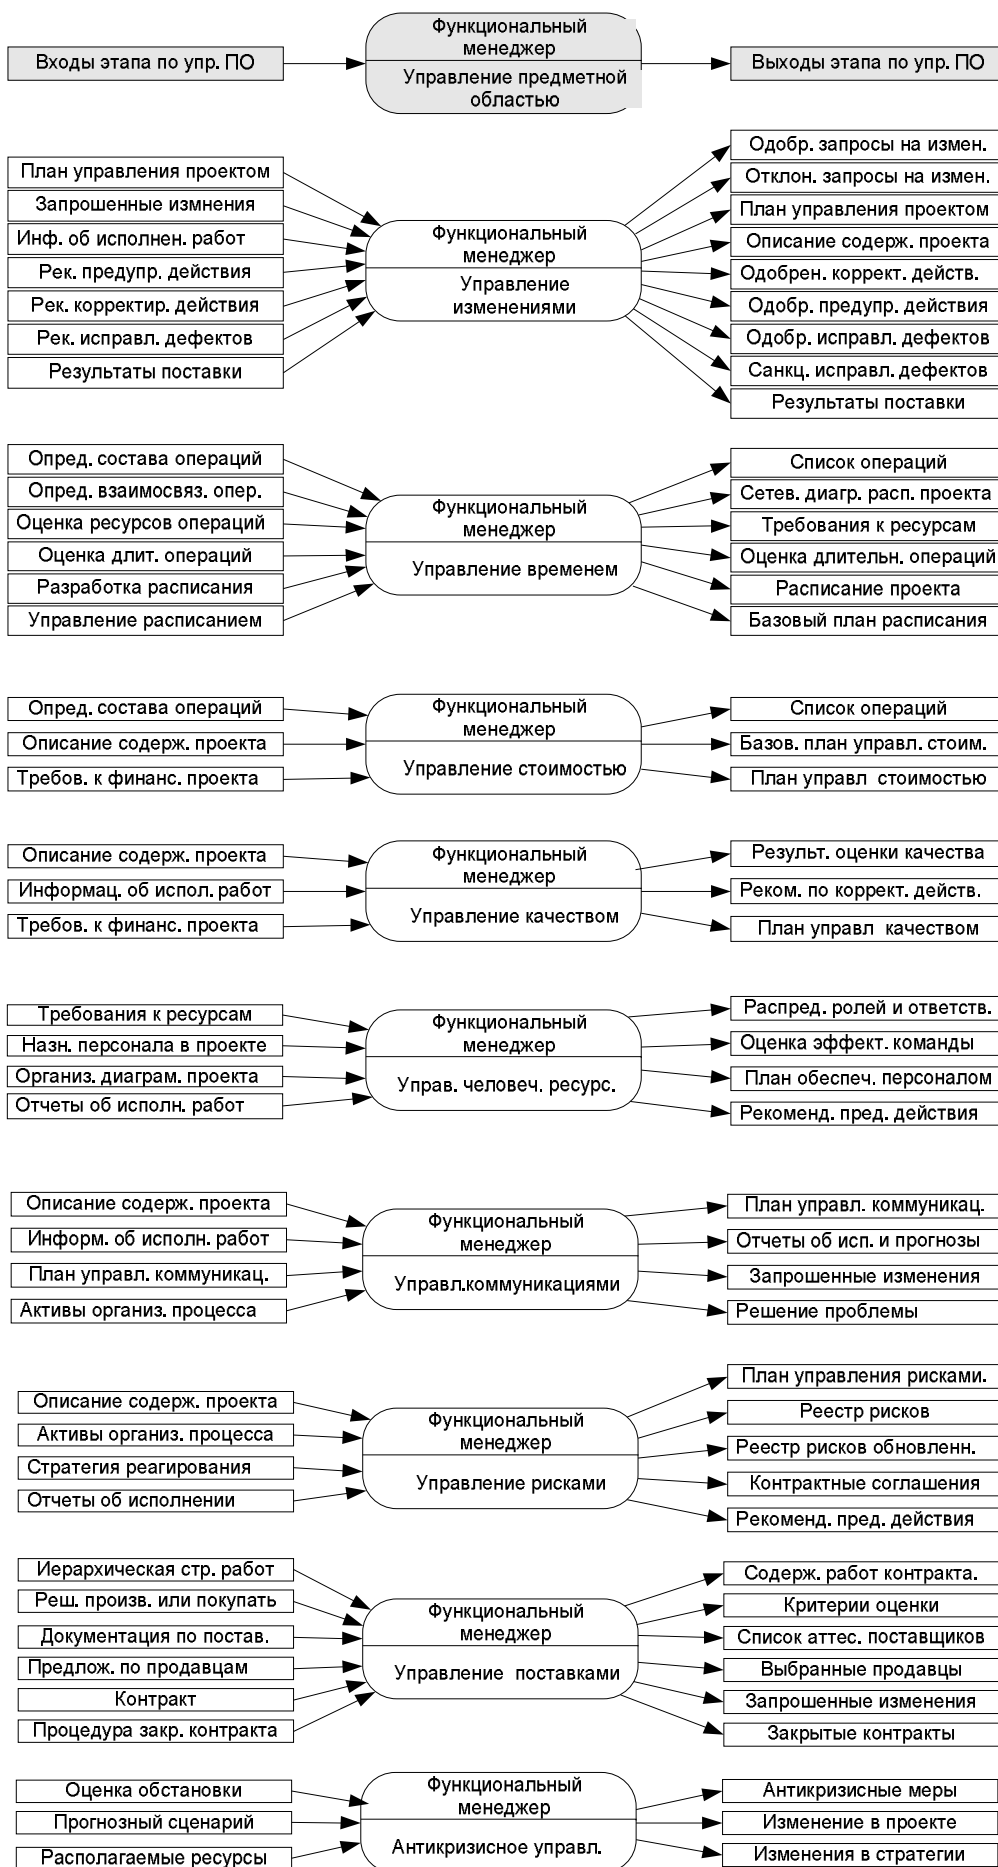 Входы этапа по упр. ПО
Функциональный
менеджер
Управление предметной
областью
Выходы этапа по упр. ПО
План управления проектом
Запрошенные измнения
Инф. об исполнен. работ
Рек. предупр. действия
Рек. корректир. действия
Рек. исправл. дефектов
Результаты поставки
Функциональный
менеджер
Управление
изменениями
Одобр. запросы на измен.
Отклон. запросы на измен.
План управления проектом
Описание содерж. проекта
Одобрен. коррект. действ.
Одобр. предупр. действия
Одобр. исправл. дефектов
Санкц. исправл. дефектов
Результаты поставки
Опред. состава операций
Опред. взаимосвяз. опер.
Оценка ресурсов операций
Оценка длит. операций
Разработка расписания
Управление расписанием
Функциональный
менеджер
Управление временем
Список операций
Сетев. диагр. расп. проекта
Требования к ресурсам
Оценка длительн. операций
Расписание проекта
Базовый план расписания
Опред. состава операций
Описание содерж. проекта
Требов. к финанс. проекта
Функциональный
менеджер
Управление стоимостью
Список операций
Базов. план управл. стоим.
План управл стоимостью
Описание содерж. проекта
Информац. об испол. работ
Требов. к финанс. проекта
Функциональный
менеджер
Управление качеством
Результ. оценки качества
Реком. по коррект. действ.
План управл качеством
Требования к ресурсам
Назн. персонала в проекте
Организ. диаграм. проекта
Отчеты об исполн. работ
Функциональный
менеджер
Управ. человеч. ресурс.
Распред. ролей и ответств.
Оценка эффект. команды
План обеспеч. персоналом
Рекоменд. пред. действия
Описание содерж. проекта
Информ. об исполн. работ
План управл. коммуникац.
Активы организ. процесса
Функциональный
менеджер
Управл.коммуникациями
План управл. коммуникац.
Отчеты об исп. и прогнозы
Запрошенные изменения
Решение проблемы
Описание содерж. проекта
Активы организ. процесса
Стратегия реагирования
Отчеты об исполнении
Функциональный
менеджер
Управление рисками
План управления рисками.
Реестр рисков
Реестр рисков обновленн.
Контрактные соглашения
Рекоменд. пред. действия
Иерархическая стр. работ
Реш. произв. или покупать
Документация по постав.
Предлож. по продавцам
Контракт
Процедура закр. контракта
Функциональный
менеджер
Управление поставками
Содерж. работ контракта.
Критерии оценки
Список аттес. поставщиков
Выбранные продавцы
Запрошенные изменения
Закрытые контракты
Оценка обстановки
Прогнозный сценарий
Располагаемые ресурсы
Функциональный
менеджер
Антикризисное управл.
Антикризисные меры
Изменение в проекте
Изменения в стратегии